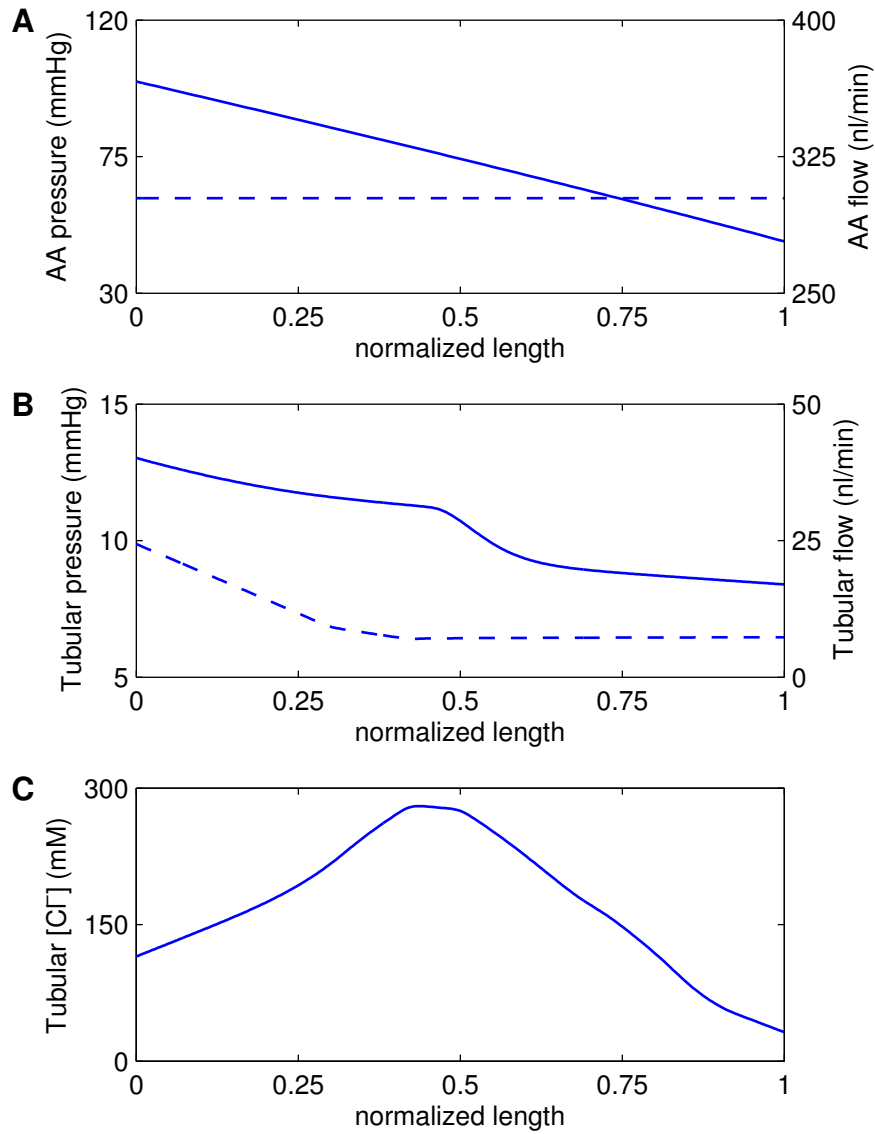 A
AA pressure (mmHg)
120
75
30
400
325
250
AA flow (nl/min)
0 0.25 0.5 0.75 1
normalized length
B
Tubular pressure (mmHg)
15
10
5
50
25
0
Tubular flow (nl/min)
0 0.25 0.5 0.75 1
normalized length
C
Tubular [Cl⁻] (mM)
300
150
0
0 0.25 0.5 0.75 1
normalized length